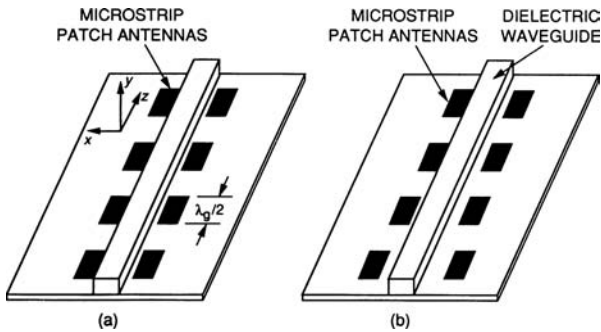 MICROSTRIP
PATCH ANTENNAS
y
z
x
λg/2
(a)
MICROSTRIP
PATCH ANTENNAS
DIELECTRIC
WAVEGUIDE
(b)